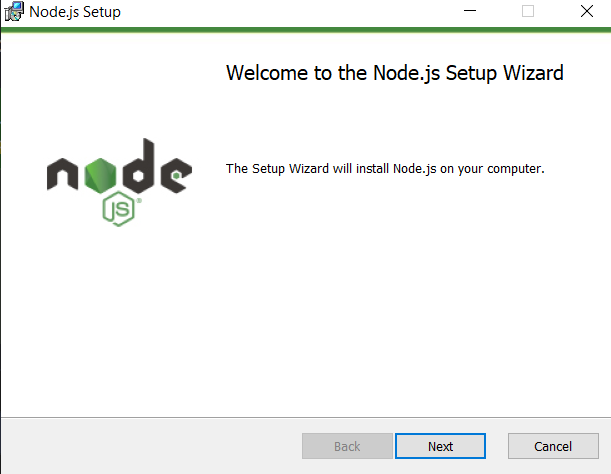 Node.js Setup
Welcome to the Node.js Setup Wizard
node
JS®
The Setup Wizard will install Node.js on your computer.
Back
Next
Cancel